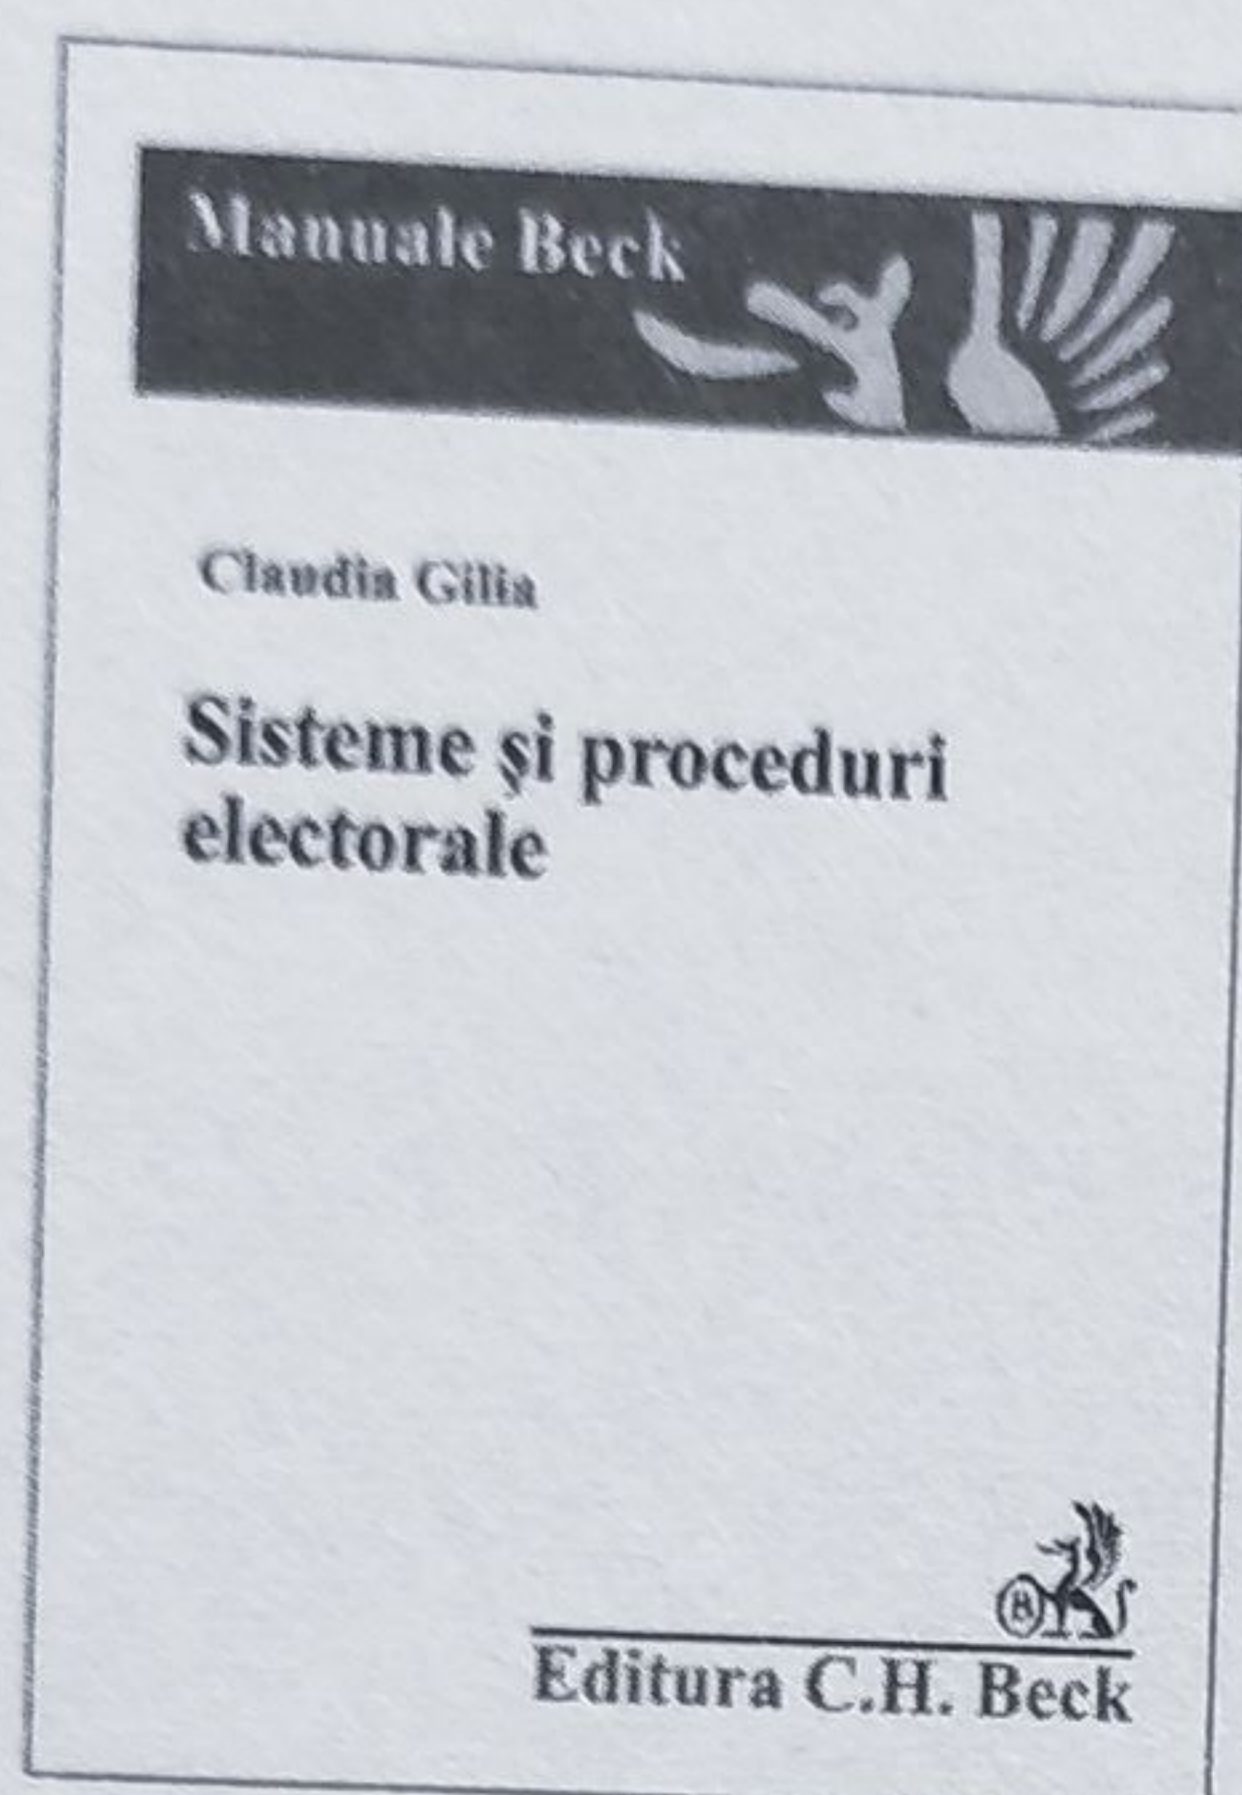 Manuale Beck
Claudia Gilia
Sisteme şi proceduri
electorale
B
Editura C.H. Beck